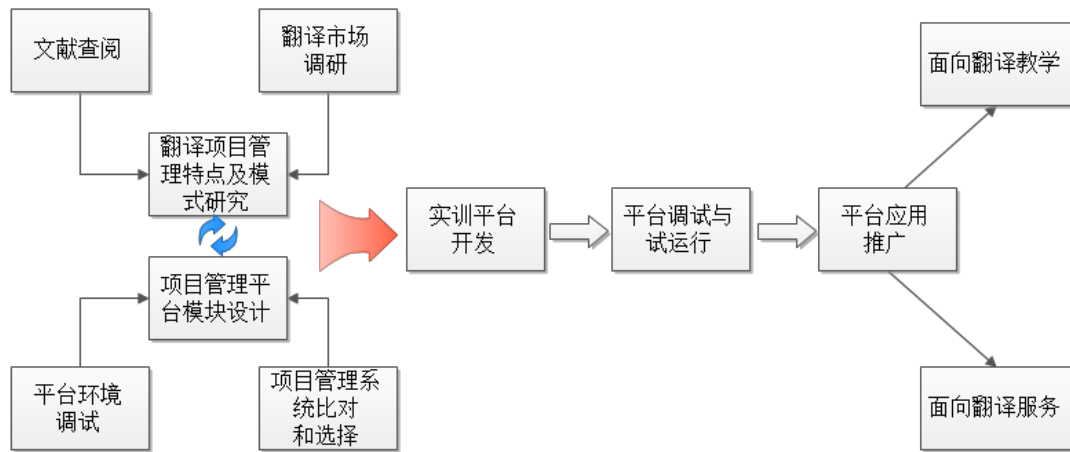 文献查阅
翻译市场
调研
翻译项目管
理特点及模
式研究
项目管理平
台模块设计
平台环境
调试
项目管理系
统比对
和选择
实训平台
开发
平台调试与
试运行
平台应用
推广
面向翻译教学
面向翻译服务